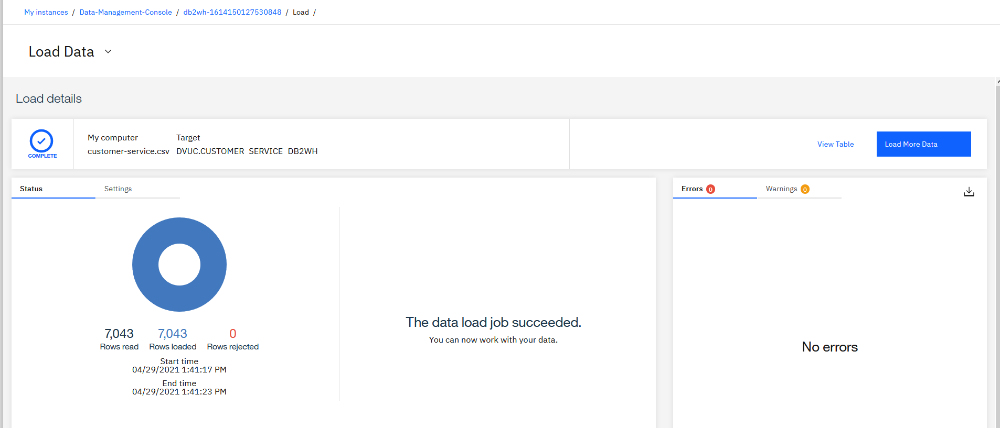 My instances / Data-Management-Console / db2wh-1614150127530848 / Load /
Load Data
Load details
COMPLETE
My computer
customer-service.csv
Target
DVUC.CUSTOMER SERVICE DB2WH
View Table
Load More Data
Status
Settings
7,043
Rows read
7,043
Rows loaded
0
Rows rejected
Start time
04/29/2021 1:41:17 PM
End time
04/29/2021 1:41:23 PM
The data load job succeeded.
You can now work with your data.
Errors 0
Warnings 0
No errors